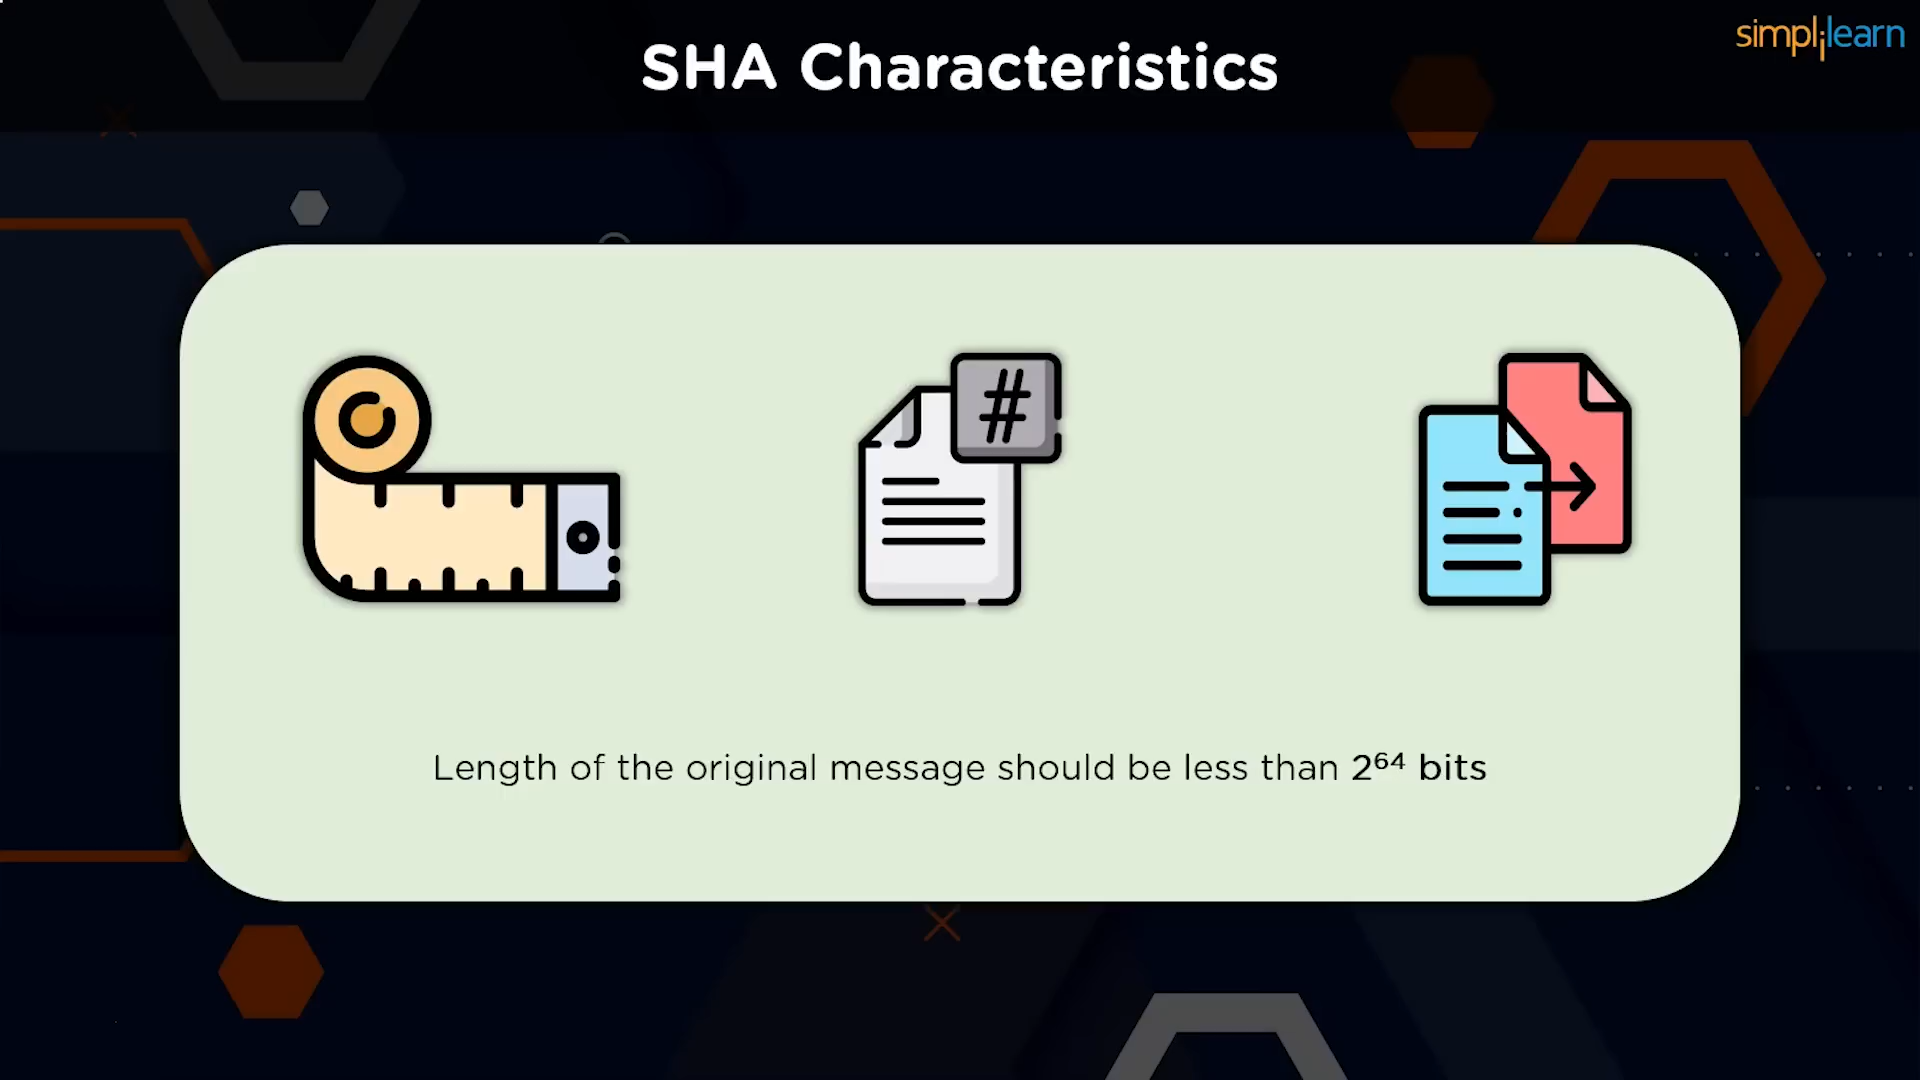 SHA Characteristics
simplilearn
#
Length of the original message should be less than 2⁶⁴ bits